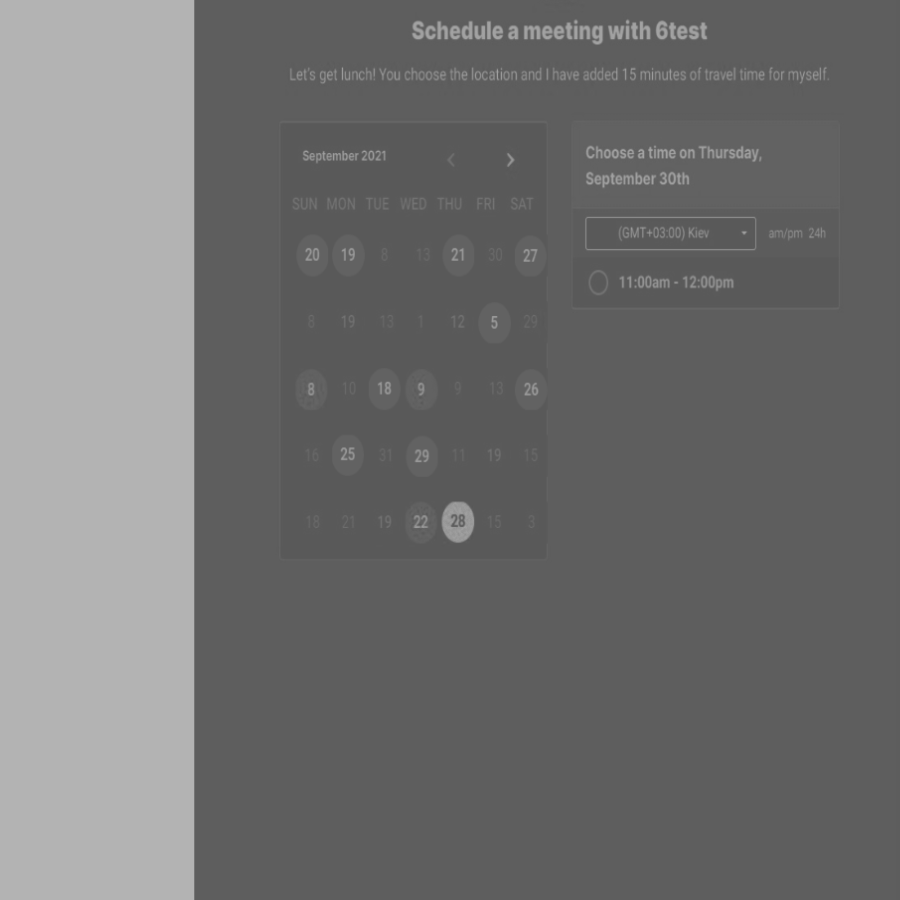 Schedule a meeting with 6test
Let's get lunch! You choose the location and I have added 15 minutes of travel time for myself.
September 2021
SUN MON TUE WED THU FRI SAT
20 19 8 13 21 30 27
8 19 13 1 12 5 29
8 10 18 9 9 13 26
16 25 31 29 11 19 15
18 21 19 22 28 15 3
Choose a time on Thursday,
September 30th
(GMT+03:00) Kiev am/pm 24h
11:00am - 12:00pm